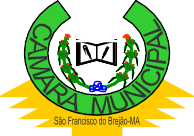 CÂMARA MUNICIPAL
São Francisco do Brejão-MA